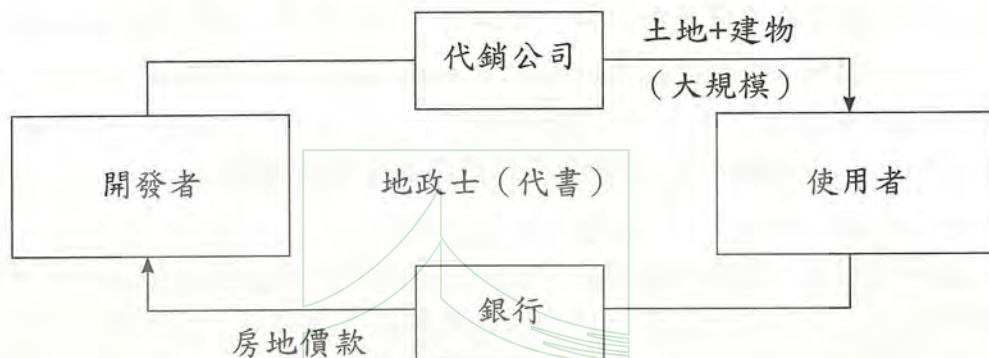 代銷公司
土地+建物
（大規模）
開發者
地政士（代書）
使用者
銀行
房地價款